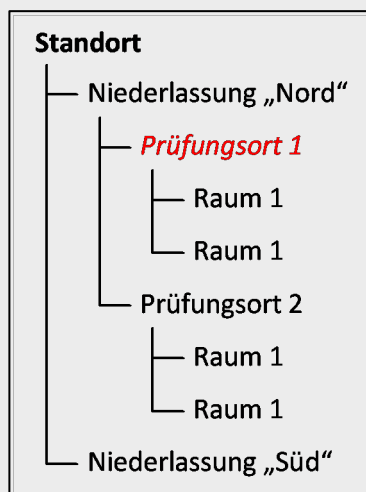 Standort
Niederlassung „Nord“
Prüfungsort 1
Raum 1
Raum 1
Prüfungsort 2
Raum 1
Raum 1
Niederlassung „Süd“